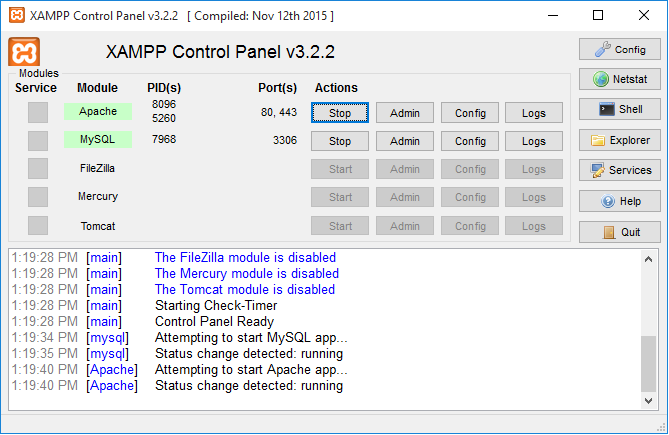 XAMPP Control Panel v3.2.2 [ Compiled: Nov 12th 2015 ]
XAMPP Control Panel v3.2.2
Config
Modules
Service Module PID(s) Port(s) Actions
Netstat
Apache 8096 5260 80, 443 Stop Admin Config Logs
Shell
MySQL 7968 3306 Stop Admin Config Logs
Explorer
FileZilla Start Admin Config Logs
Services
Mercury Start Admin Config Logs
Help
Tomcat Start Admin Config Logs
Quit
1:19:28 PM [main] The FileZilla module is disabled
1:19:28 PM [main] The Mercury module is disabled
1:19:28 PM [main] The Tomcat module is disabled
1:19:28 PM [main] Starting Check-Timer
1:19:28 PM [main] Control Panel Ready
1:19:34 PM [mysql] Attempting to start MySQL app...
1:19:35 PM [mysql] Status change detected: running
1:19:40 PM [Apache] Attempting to start Apache app...
1:19:40 PM [Apache] Status change detected: running